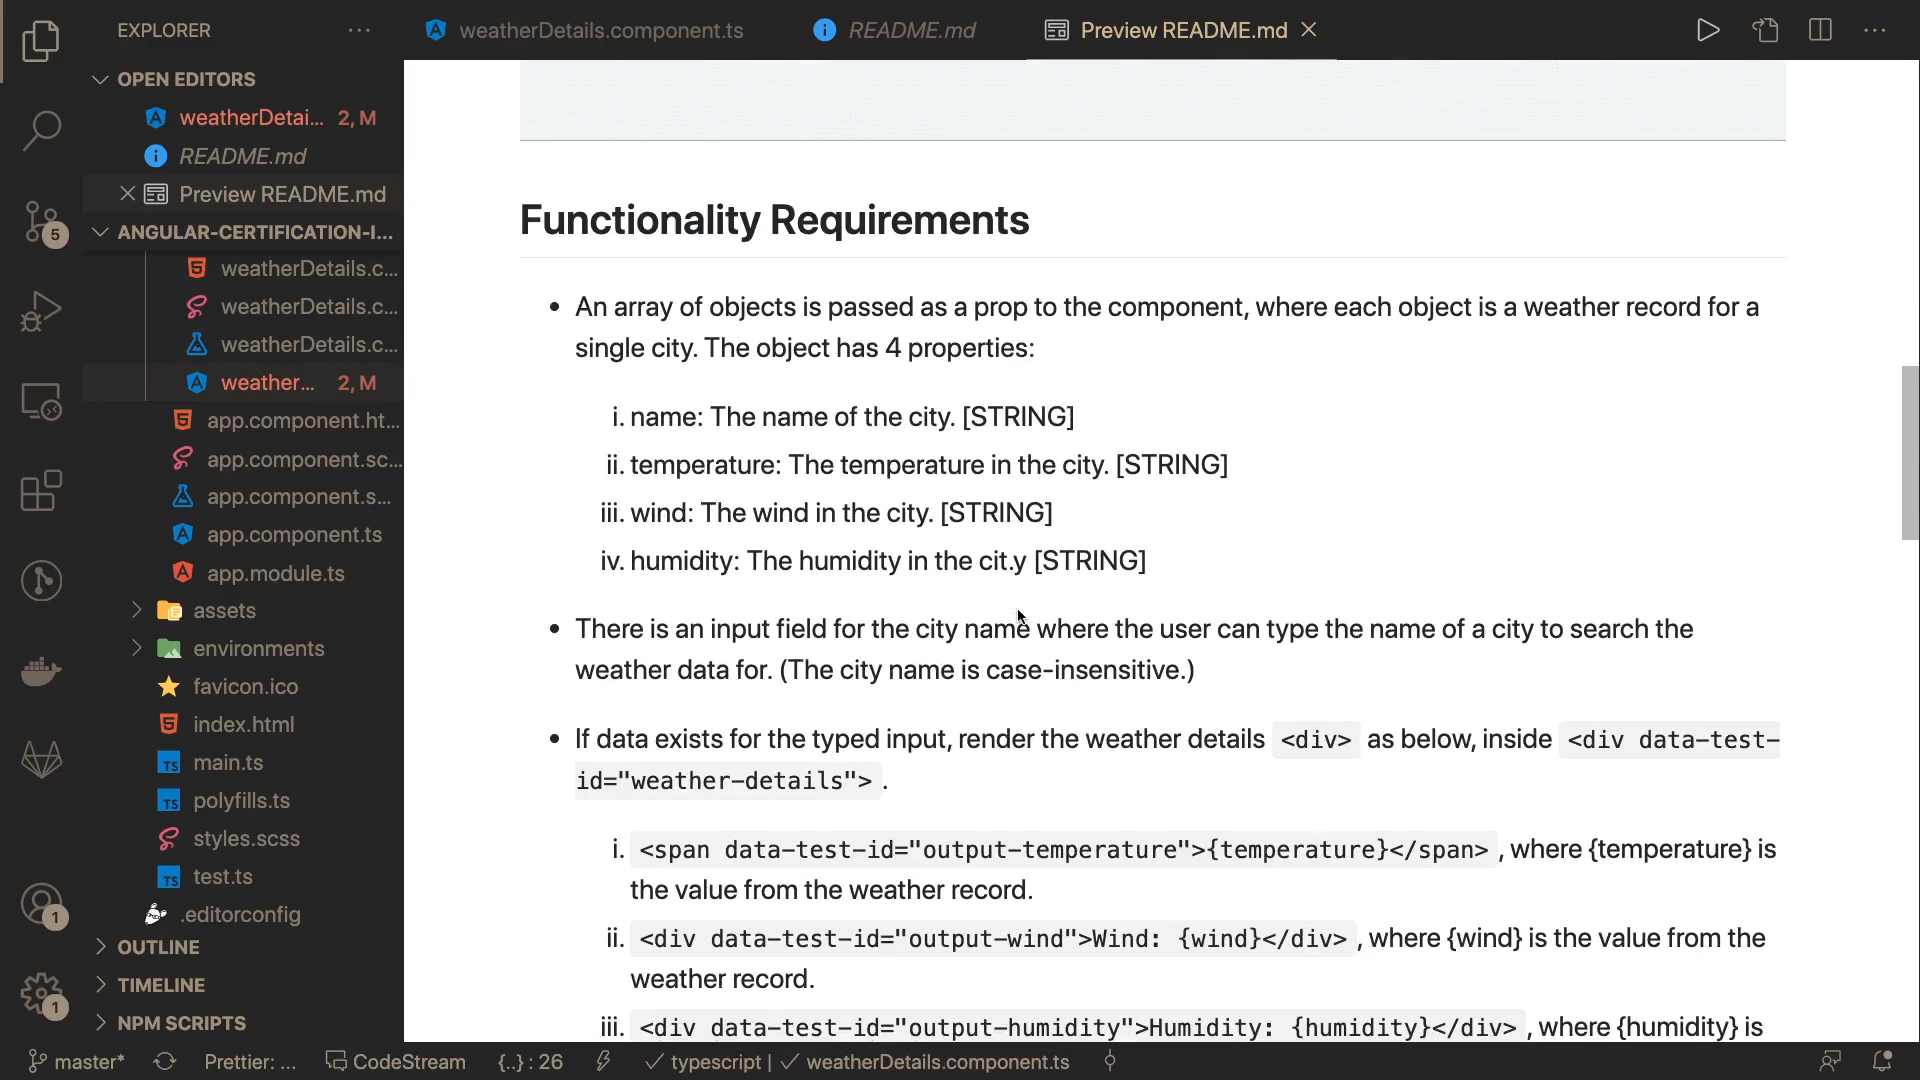 EXPLORER
weatherDetails.component.ts
README.md
Preview README.md
OPEN EDITORS
weatherDetai... 2, M
README.md
Preview README.md
ANGULAR-CERTIFICATION-I...
weatherDetails.c...
weatherDetails.c...
weatherDetails.c...
weather... 2, M
app.component.ht...
app.component.sc...
app.component.s...
app.component.ts
app.module.ts
assets
environments
favicon.ico
index.html
main.ts
polyfills.ts
styles.scss
test.ts
.editorconfig
OUTLINE
TIMELINE
NPM SCRIPTS
5
1
1
Functionality Requirements
An array of objects is passed as a prop to the component, where each object is a weather record for a
single city. The object has 4 properties:
i. name: The name of the city. [STRING]
ii. temperature: The temperature in the city. [STRING]
iii. wind: The wind in the city. [STRING]
iv. humidity: The humidity in the cit.y [STRING]
There is an input field for the city name where the user can type the name of a city to search the
weather data for. (The city name is case-insensitive.)
If data exists for the typed input, render the weather details <div> as below, inside <div data-test-
id="weather-details"> .
i. <span data-test-id="output-temperature">{temperature}</span> , where {temperature} is
the value from the weather record.
ii. <div data-test-id="output-wind">Wind: {wind}</div> , where {wind} is the value from the
weather record.
iii. <div data-test-id="output-humidity">Humidity: {humidity}</div> , where {humidity} is
master* Prettier: ... CodeStream {..} : 26 typescript | weatherDetails.component.ts